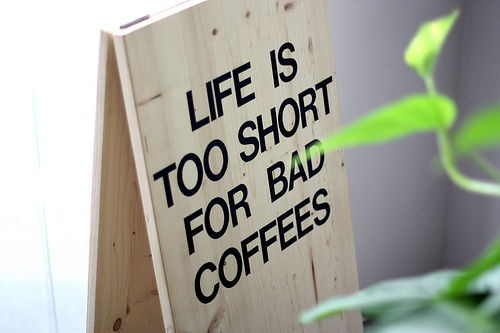 LIFE IS
TOO SHORT
FOR BAD
COFFEES